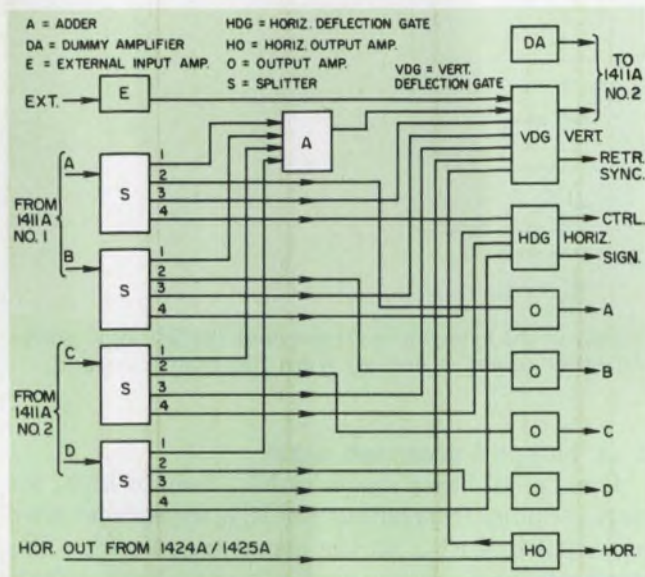 A = ADDER
DA = DUMMY AMPLIFIER
E = EXTERNAL INPUT AMP.
HDG = HORIZ. DEFLECTION GATE
HO = HORIZ. OUTPUT AMP.
O = OUTPUT AMP.
S = SPLITTER
VDG = VERT.
DEFLECTION GATE
DA
TO
1411A
NO. 2
EXT.
E
A
VDG
VERT.
RETR.
SYNC.
FROM
1411A
NO. 1
A
S
1
2
3
4
B
S
1
2
3
4
HDG
CTRL.
HORIZ.
SIGN.
O
A
O
B
FROM
1411A
NO. 2
C
S
1
2
3
4
D
S
1
2
3
4
O
C
O
D
HOR. OUT FROM 1424A / 1425A
HO
HOR.